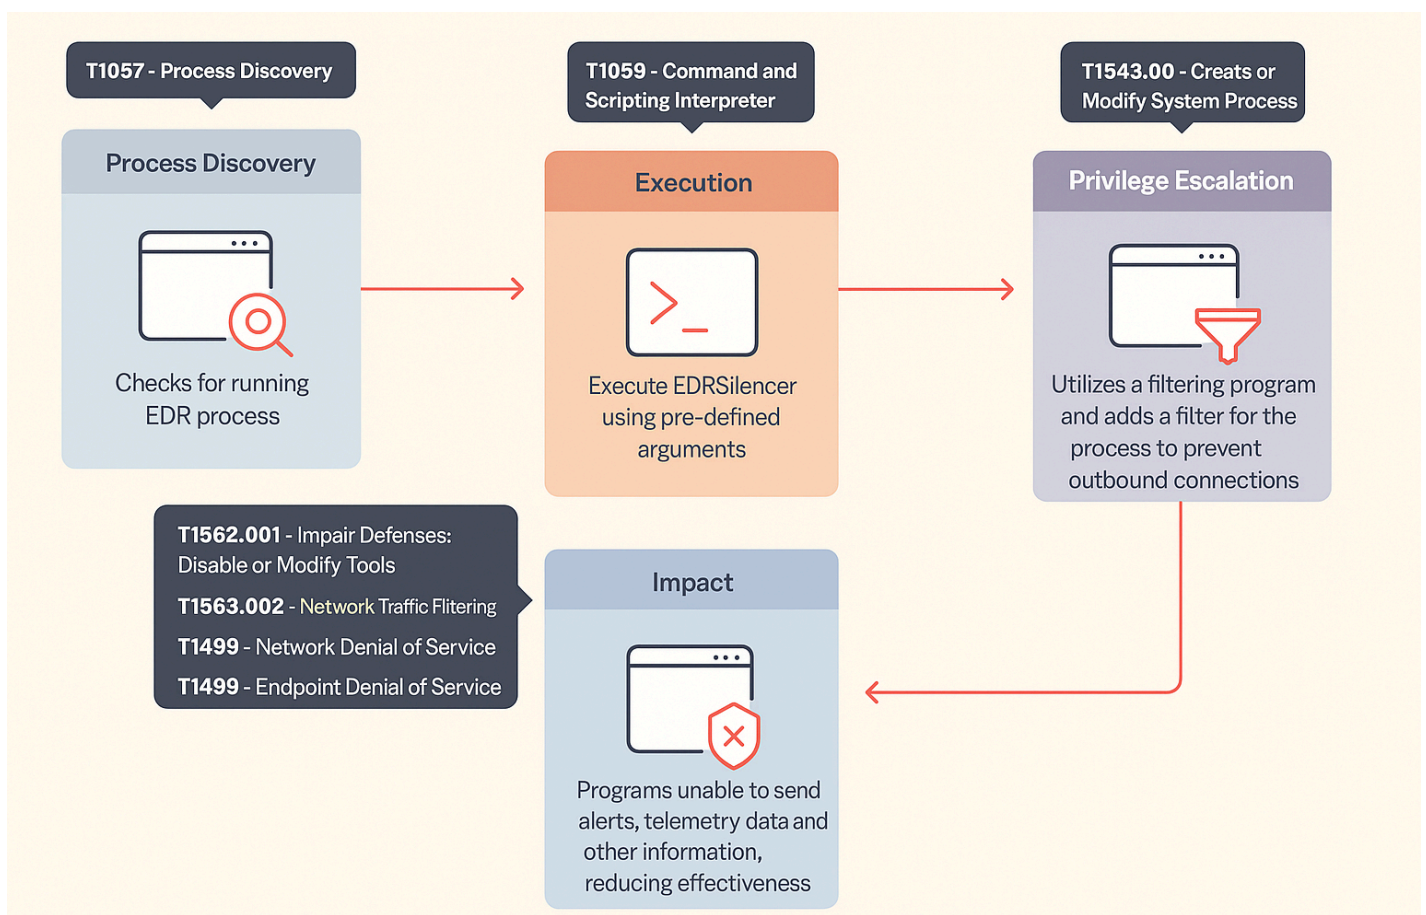 T1057 - Process Discovery
Process Discovery
Checks for running
EDR process
T1059 - Command and
Scripting Interpreter
Execution
>_
Execute EDRSilencer
using pre-defined
arguments
T1543.00 - Creats or
Modify System Process
Privilege Escalation
Utilizes a filtering program
and adds a filter for the
process to prevent
outbound connections
T1562.001 - Impair Defenses:
Disable or Modify Tools
T1563.002 - Network Traffic Flitering
T1499 - Network Denial of Service
T1499 - Endpoint Denial of Service
Impact
Programs unable to send
alerts, telemetry data and
other information,
reducing effectiveness